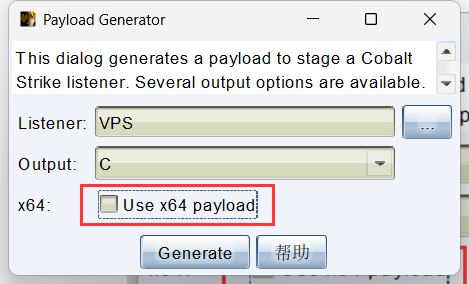 Payload Generator
This dialog generates a payload to stage a Cobalt
Strike listener. Several output options are available.
Listener: VPS ...
Output: C
x64: Use x64 payload
Generate 帮助